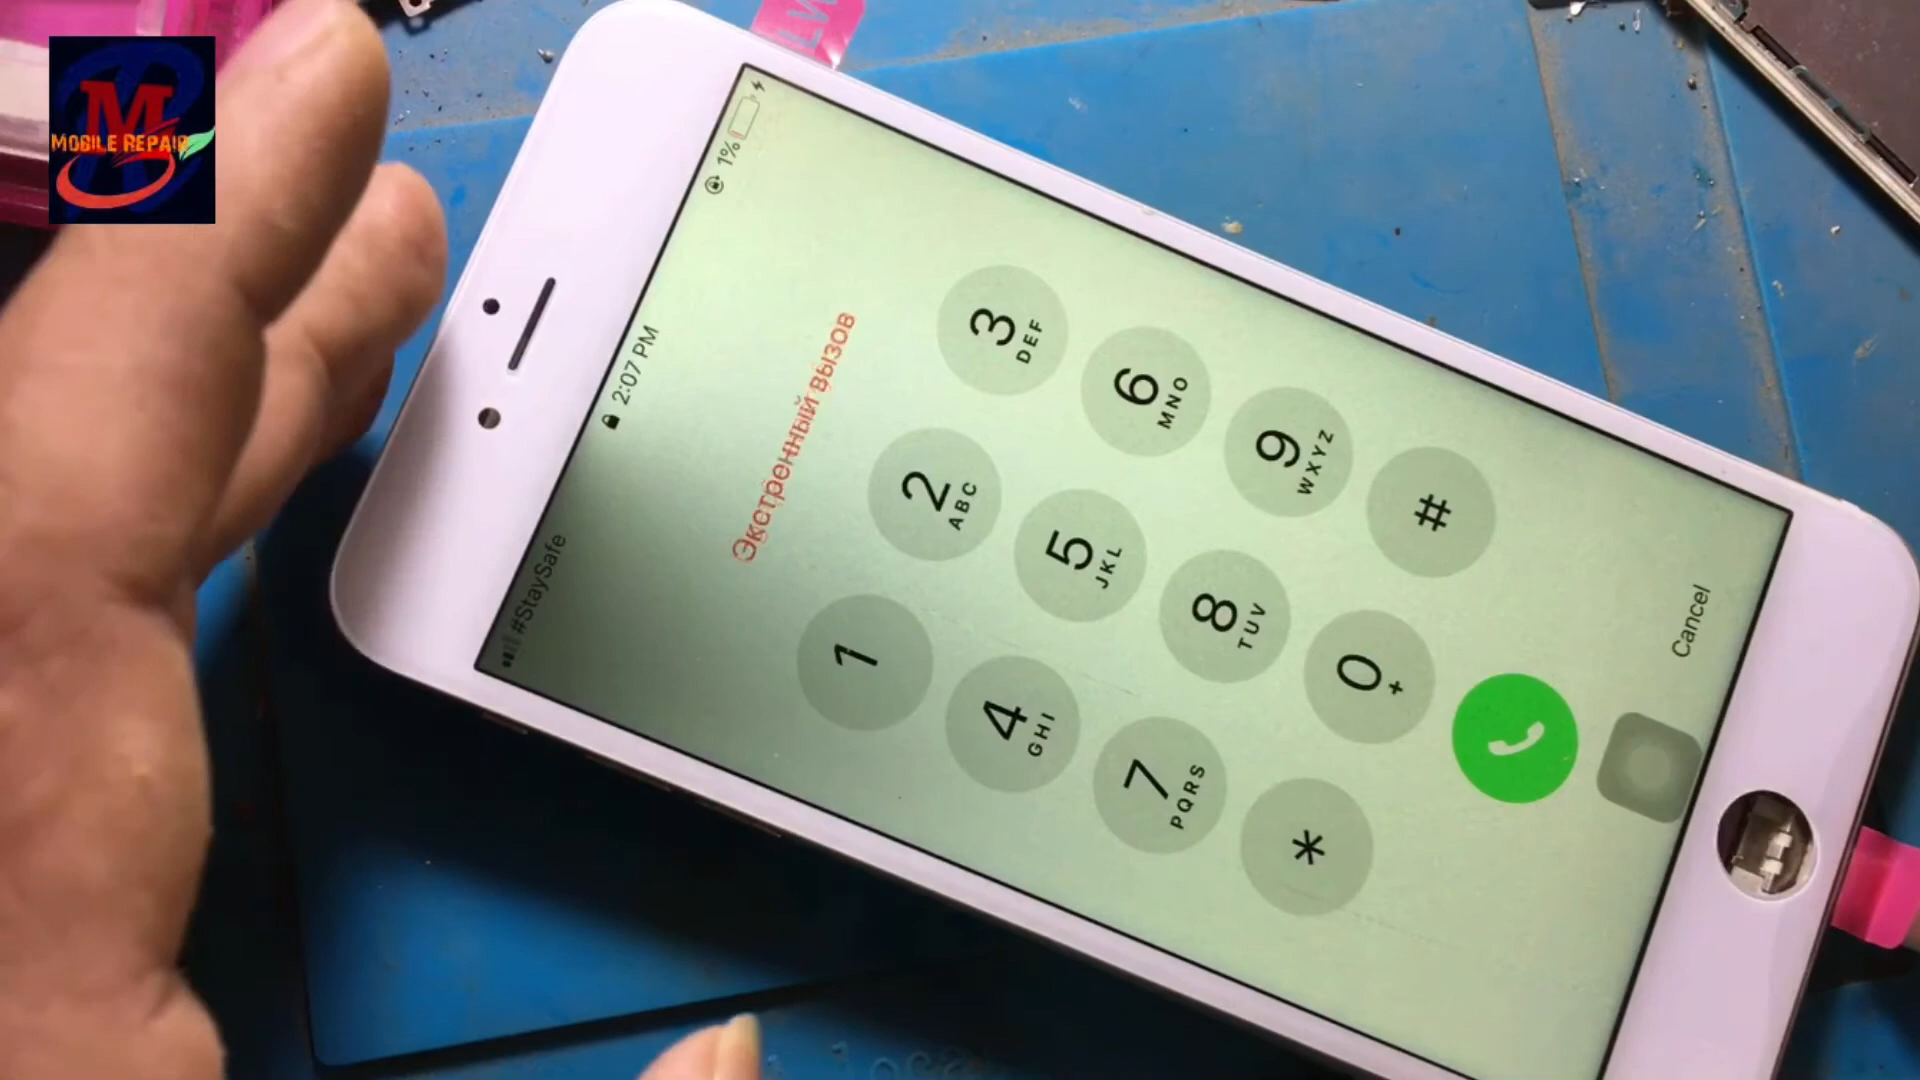 M
MOBILE REPAIR
#StaySafe
2:07 PM
1%
Экстренный вызов
1
2
ABC
3
DEF
4
GHI
5
JKL
6
MNO
7
PQRS
8
TUV
9
WXYZ
*
0
+
#
Cancel